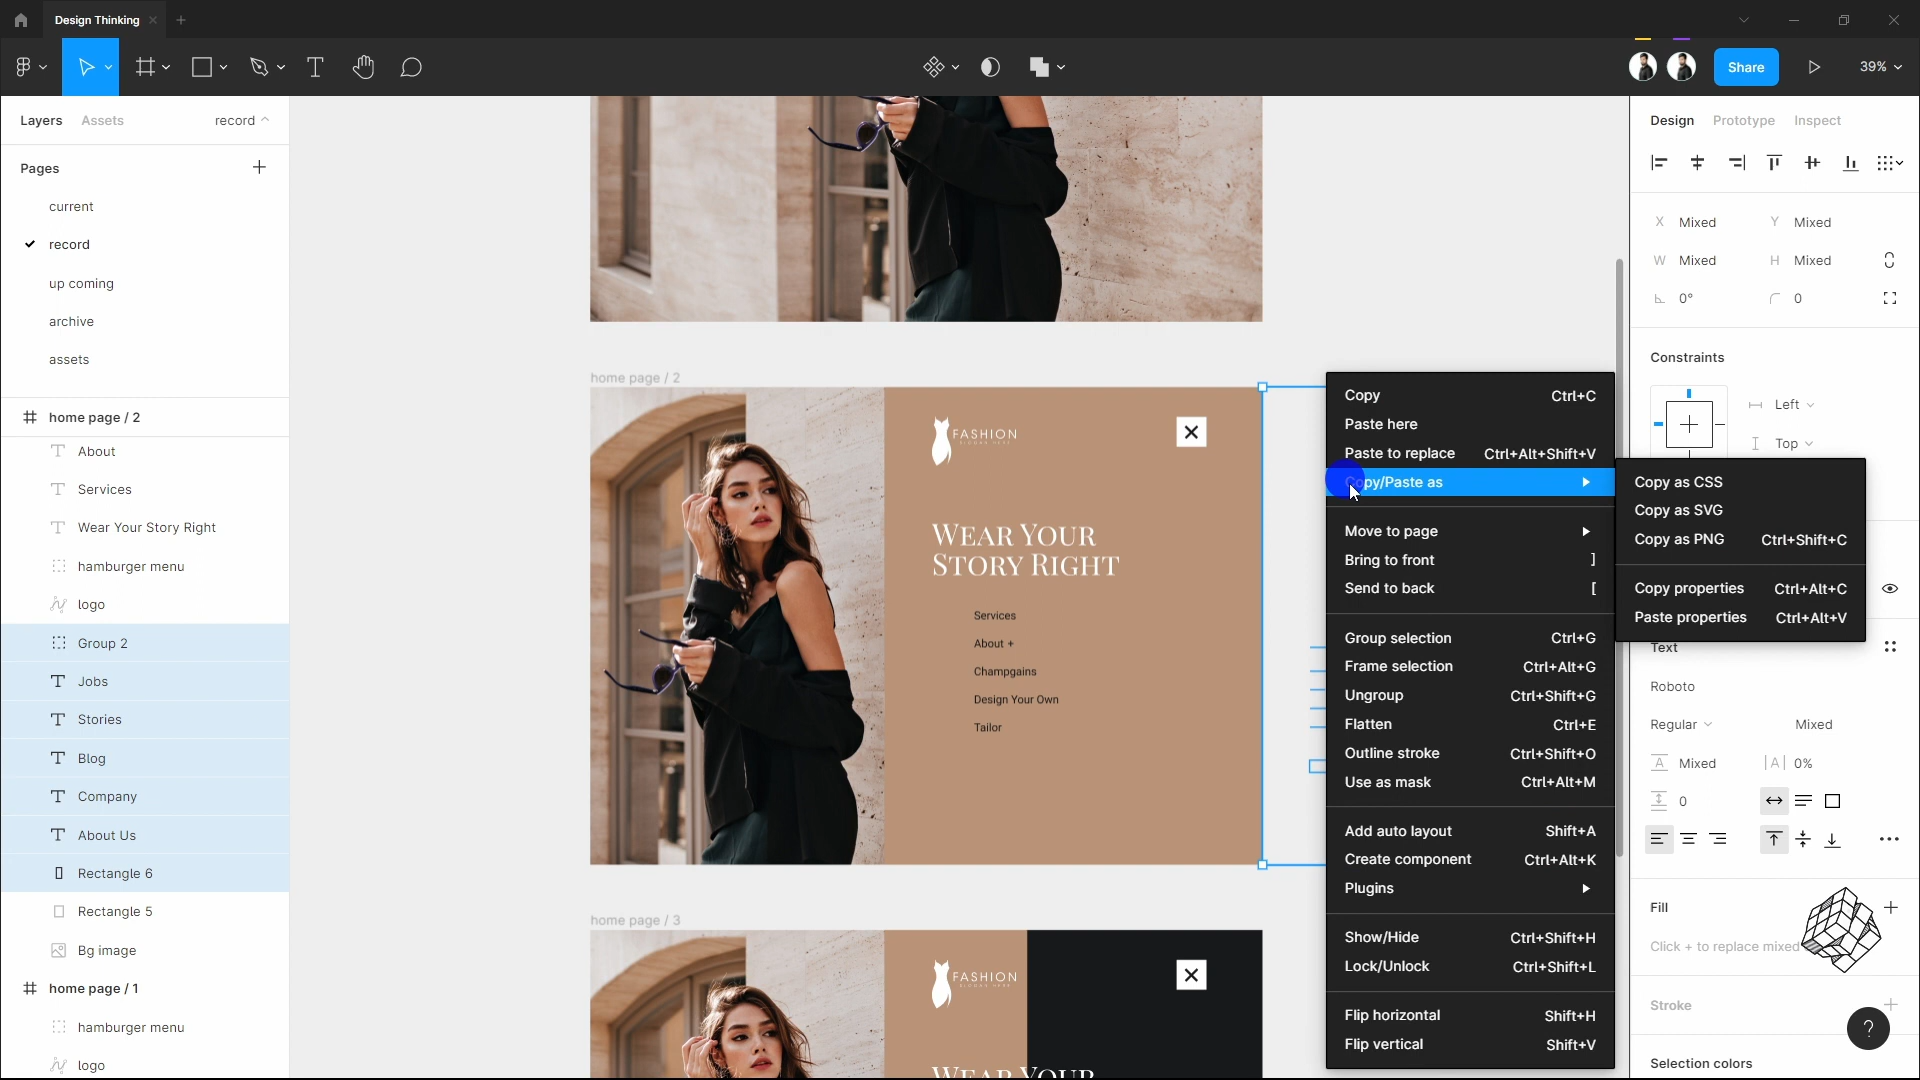 Design Thinking
39%
Share
Layers
Assets
record
Pages
current
record
up coming
archive
assets
home page / 2
About
Services
Wear Your Story Right
hamburger menu
logo
Group 2
Jobs
Stories
Blog
Company
About Us
Rectangle 6
Rectangle 5
Bg image
home page / 1
hamburger menu
logo
home page / 2
FASHION
WEAR YOUR
STORY RIGHT
Services
About +
Champgains
Design Your Own
Tailor
home page / 3
FASHION
WEAR YOUR
Copy Ctrl+C
Paste here
Paste to replace Ctrl+Alt+Shift+V
opy/Paste as
Move to page
Bring to front ]
Send to back [
Group selection Ctrl+G
Frame selection Ctrl+Alt+G
Ungroup Ctrl+Shift+G
Flatten Ctrl+E
Outline stroke Ctrl+Shift+O
Use as mask Ctrl+Alt+M
Add auto layout Shift+A
Create component Ctrl+Alt+K
Plugins
Show/Hide Ctrl+Shift+H
Lock/Unlock Ctrl+Shift+L
Flip horizontal Shift+H
Flip vertical Shift+V
Copy as CSS
Copy as SVG
Copy as PNG Ctrl+Shift+C
Copy properties Ctrl+Alt+C
Paste properties Ctrl+Alt+V
Design Prototype Inspect
X Mixed Y Mixed
W Mixed H Mixed
0° 0
Constraints
Left
Top
Text
Roboto
Regular Mixed
A Mixed |A| 0%
0
Fill
Click + to replace mixed
Stroke
?
Selection colors